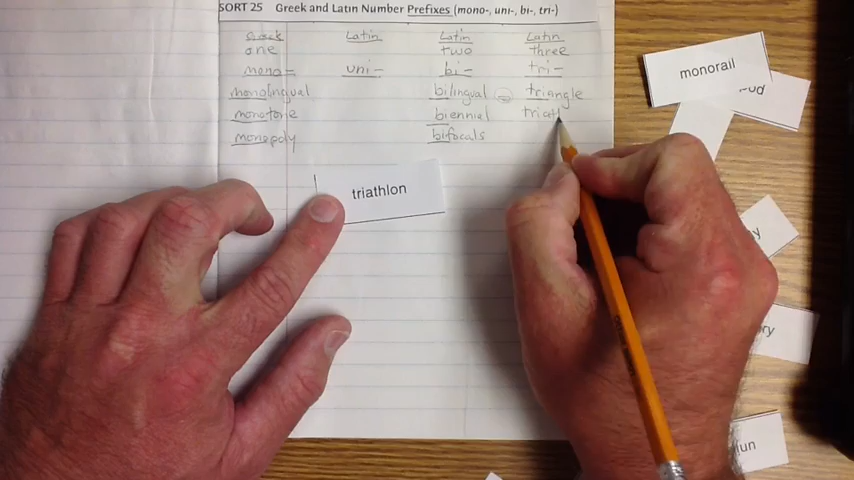 SORT 25 Greek and Latin Number Prefixes (mono-, uni-, bi-, tri-)
Greek Latin Latin Latin
one two three
mono- uni- bi- tri-
monolingual bilingual triangle
monotone biennial triath
monopoly bifocals
triathlon
monorail